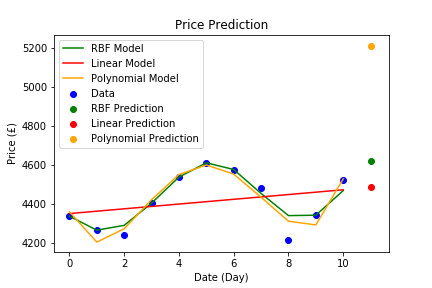 Price Prediction
RBF Model
Linear Model
Polynomial Model
Data
RBF Prediction
Linear Prediction
Polynomial Prediction
Price (£)
5200
5000
4800
4600
4400
4200
0 2 4 6 8 10
Date (Day)